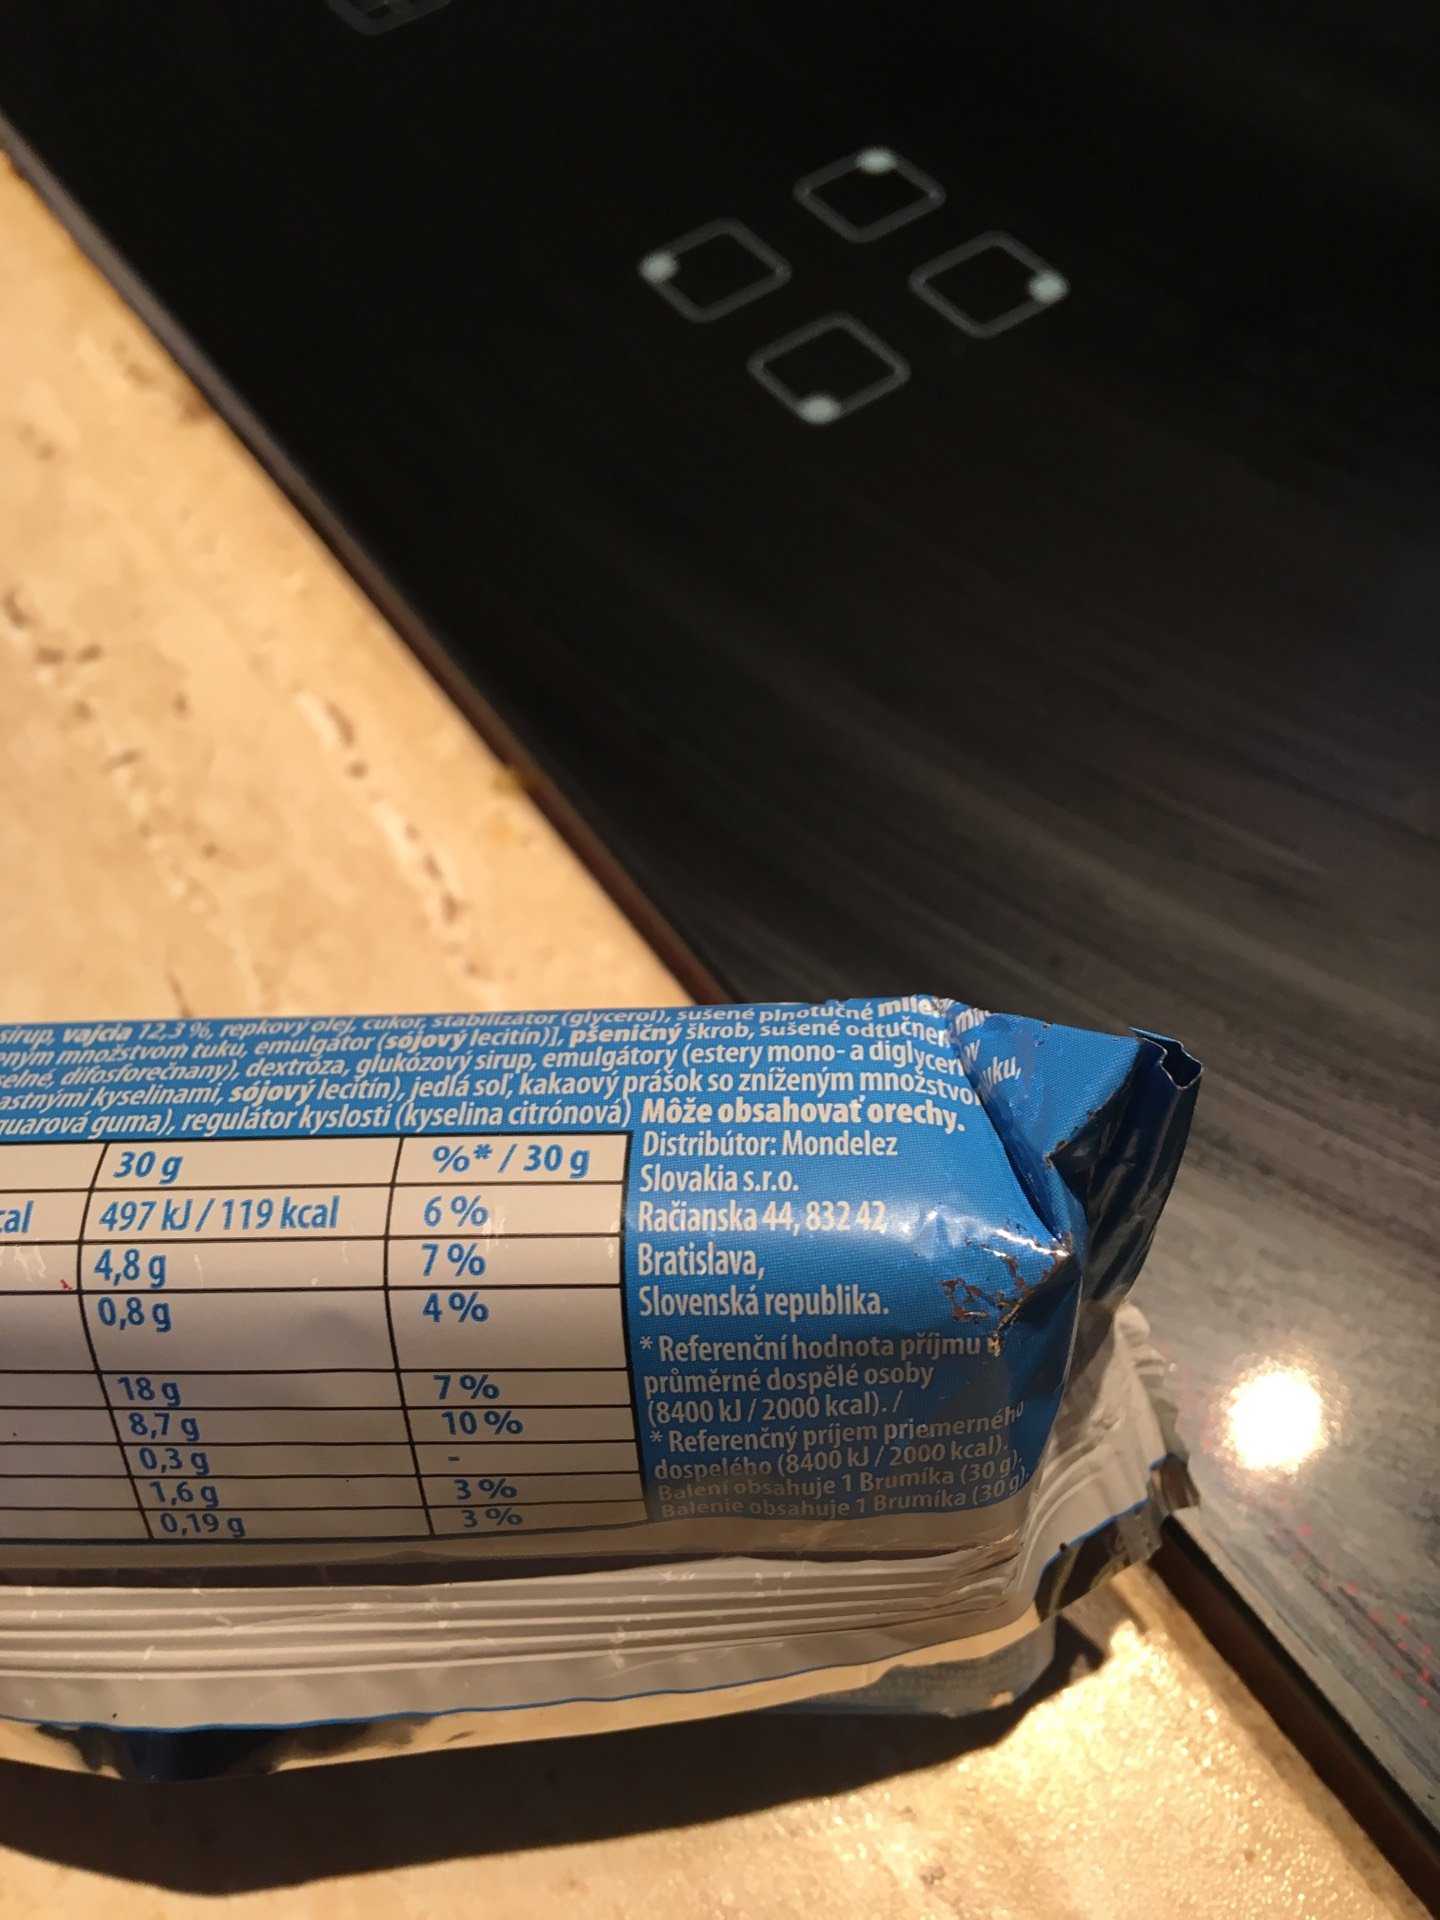 sirup, vajcia 12,3 %, repkový olej, cukor, stabilizátor (glycerol), sušené plnotučné
množstvom tuku, emulgátor (sójový lecitín)], pšeničný škrob, sušené odtučnen
difosforečnany), dextróza, glukózový sirup, emulgátory (estery mono- a diglycer
astnými kyselinami, sójový lecitín), jedlá soľ, kakaový prášok so zníženým množstvo
guarová guma), regulátor kyslosti (kyselina citrónová) Môže obsahovať orechy.
30 g %* / 30 g
cal 497 kJ / 119 kcal 6 %
4,8 g 7 %
0,8 g 4 %
18 g 7 %
8,7 g 10 %
0,3 g -
1,6 g 3 %
0,19 g 3 %
Distribútor: Mondelez
Slovakia s.r.o.
Račianska 44, 832 42
Bratislava,
Slovenská republika.
* Referenční hodnota příjmu u
průměrné dospělé osoby
(8400 kJ / 2000 kcal). /
* Referenčný príjem priemerného
dospelého (8400 kJ / 2000 kcal).
Balení obsahuje 1 Brumíka (30 g).
Balenie obsahuje 1 Brumíka (30 g).